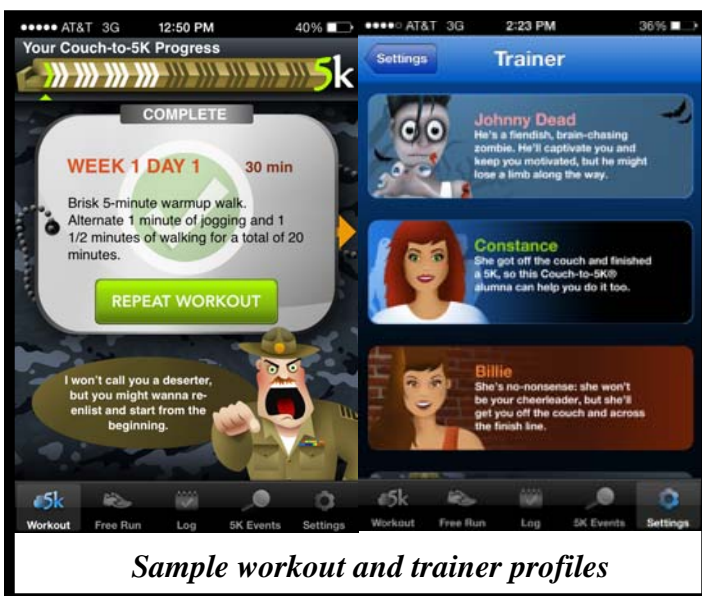 AT&T 3G 12:50 PM 40%
Your Couch-to-5K Progress
5k
COMPLETE
WEEK 1 DAY 1 30 min
Brisk 5-minute warmup walk.
Alternate 1 minute of jogging and 1
1/2 minutes of walking for a total of 20
minutes.
REPEAT WORKOUT
I won't call you a deserter,
but you might wanna re-
enlist and start from the
beginning.
5k
Workout Free Run Log 5K Events Settings
AT&T 3G 2:23 PM 36%
Settings Trainer
Johnny Dead
He's a fiendish, brain-chasing
zombie. He'll captivate you and
keep you motivated, but he might
lose a limb along the way.
Constance
She got off the couch and finished
a 5K, so this Couch-to-5K®
alumna can help you do it too.
Billie
She's no-nonsense: she won't
be your cheerleader, but she'll
get you off the couch and across
the finish line.
5k
Workout Free Run Log 5K Events Settings
Sample workout and trainer profiles